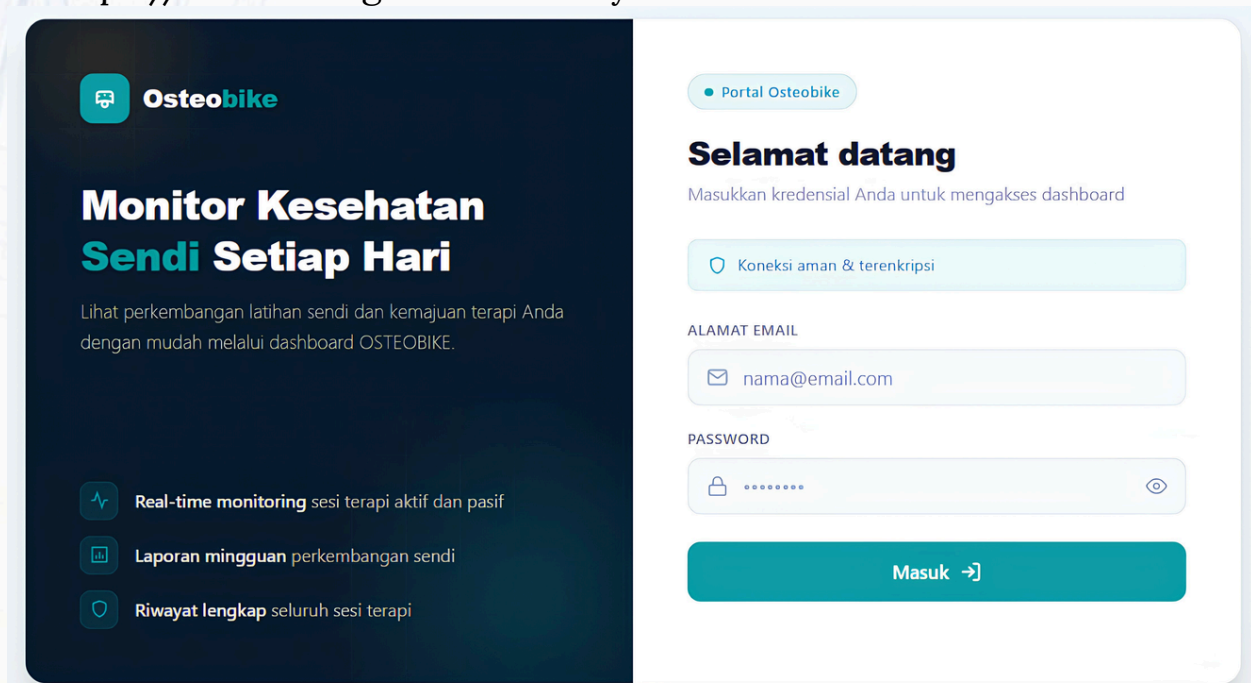 Osteobike
Monitor Kesehatan
Sendi Setiap Hari
Lihat perkembangan latihan sendi dan kemajuan terapi Anda
dengan mudah melalui dashboard OSTEOBIKE.
Real-time monitoring sesi terapi aktif dan pasif
Laporan mingguan perkembangan sendi
Riwayat lengkap seluruh sesi terapi
Portal Osteobike
Selamat datang
Masukkan kredensial Anda untuk mengakses dashboard
Koneksi aman & terenkripsi
ALAMAT EMAIL
nama@email.com
PASSWORD
Masuk